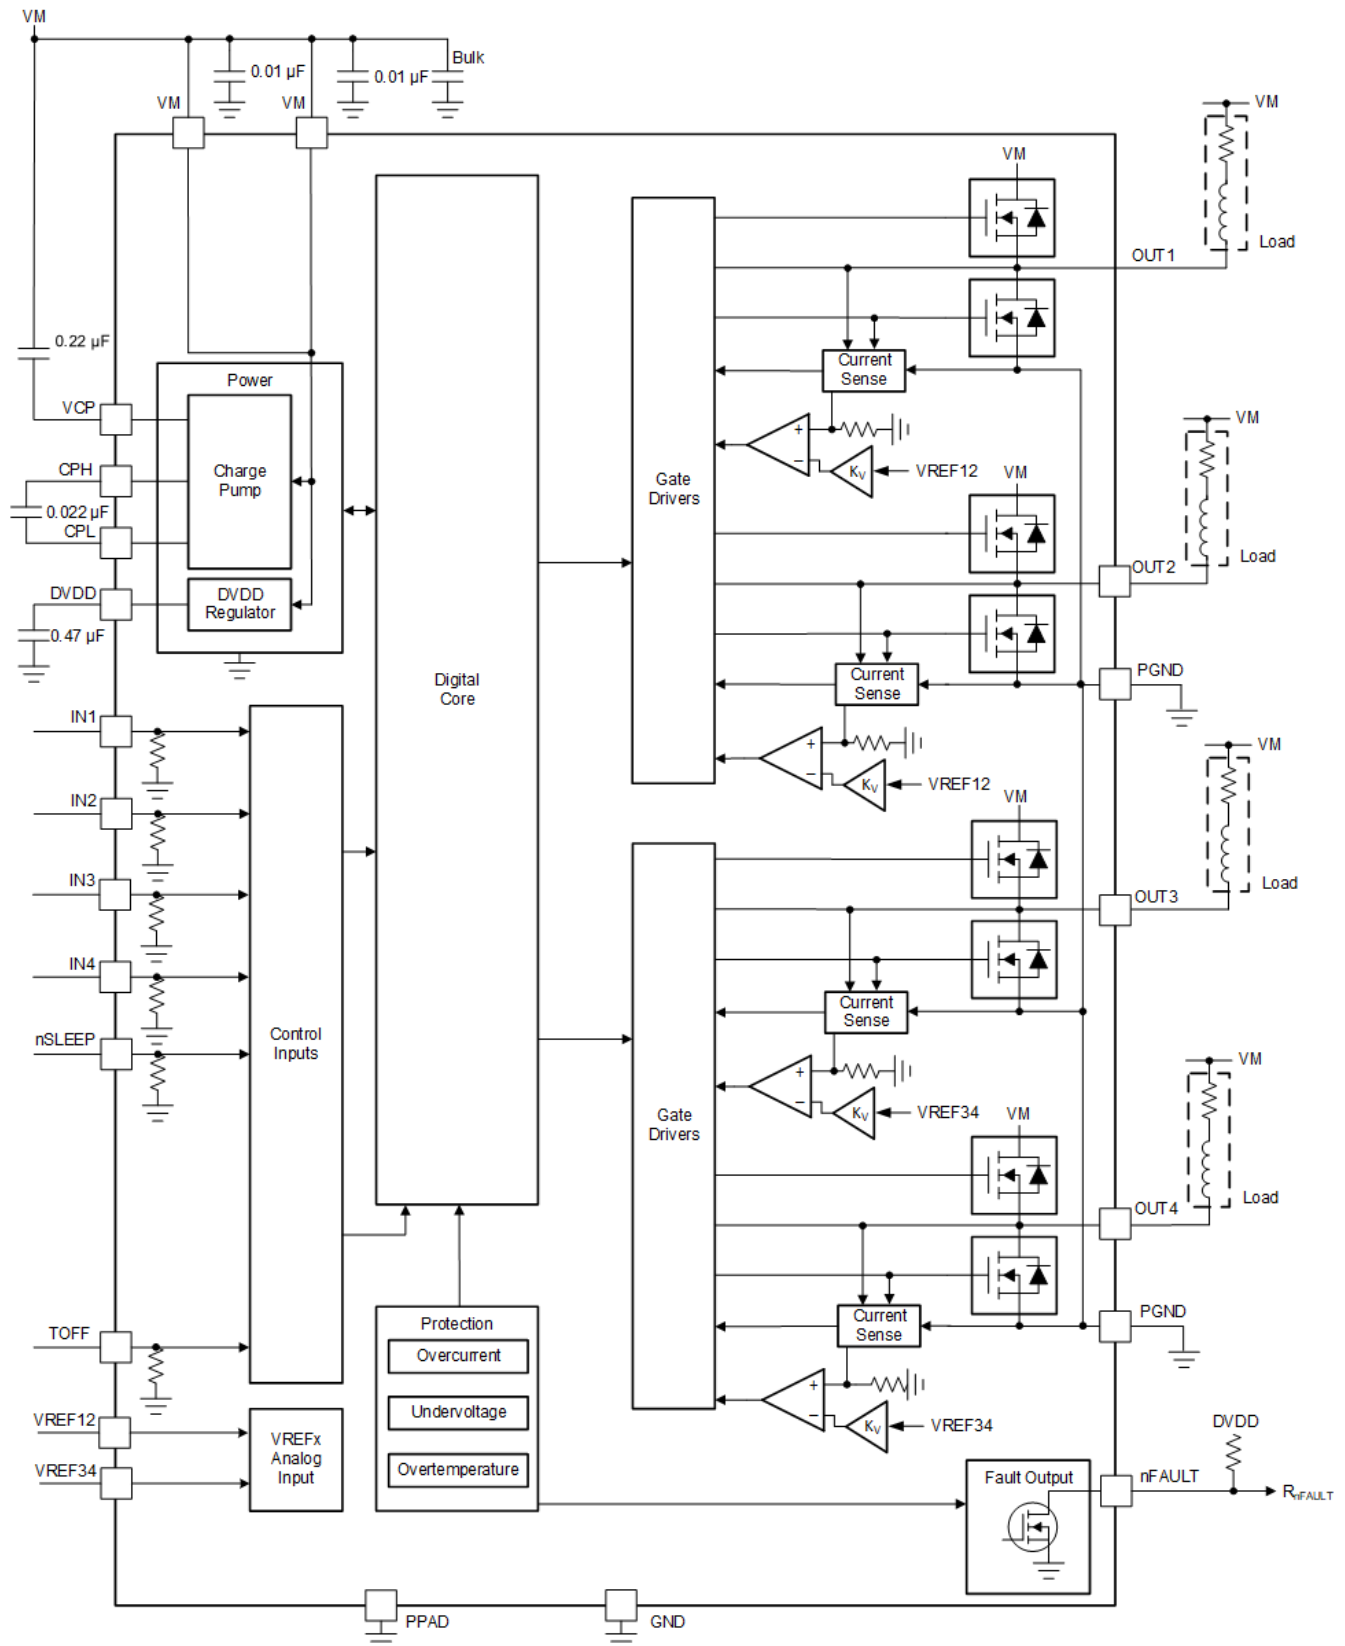 VM
0.01 µF
0.01 µF
Bulk
VM
VM
VM
VM
Load
OUT1
0.22 µF
Power
VCP
Charge
Pump
CPH
0.022 µF
CPL
DVDD
DVDD
Regulator
0.47 µF
Digital
Core
Gate
Drivers
Current
Sense
+
−
KV
VREF12
VM
VM
Load
OUT2
Current
Sense
PGND
+
−
KV
VREF12
IN1
IN2
IN3
IN4
nSLEEP
Control
Inputs
TOFF
VREF12
VREF34
VREFx
Analog
Input
Gate
Drivers
VM
VM
Load
OUT3
Current
Sense
+
−
KV
VREF34
VM
VM
Load
OUT4
Current
Sense
PGND
+
−
KV
VREF34
Protection
Overcurrent
Undervoltage
Overtemperature
Fault Output
nFAULT
DVDD
RnFAULT
PPAD
GND